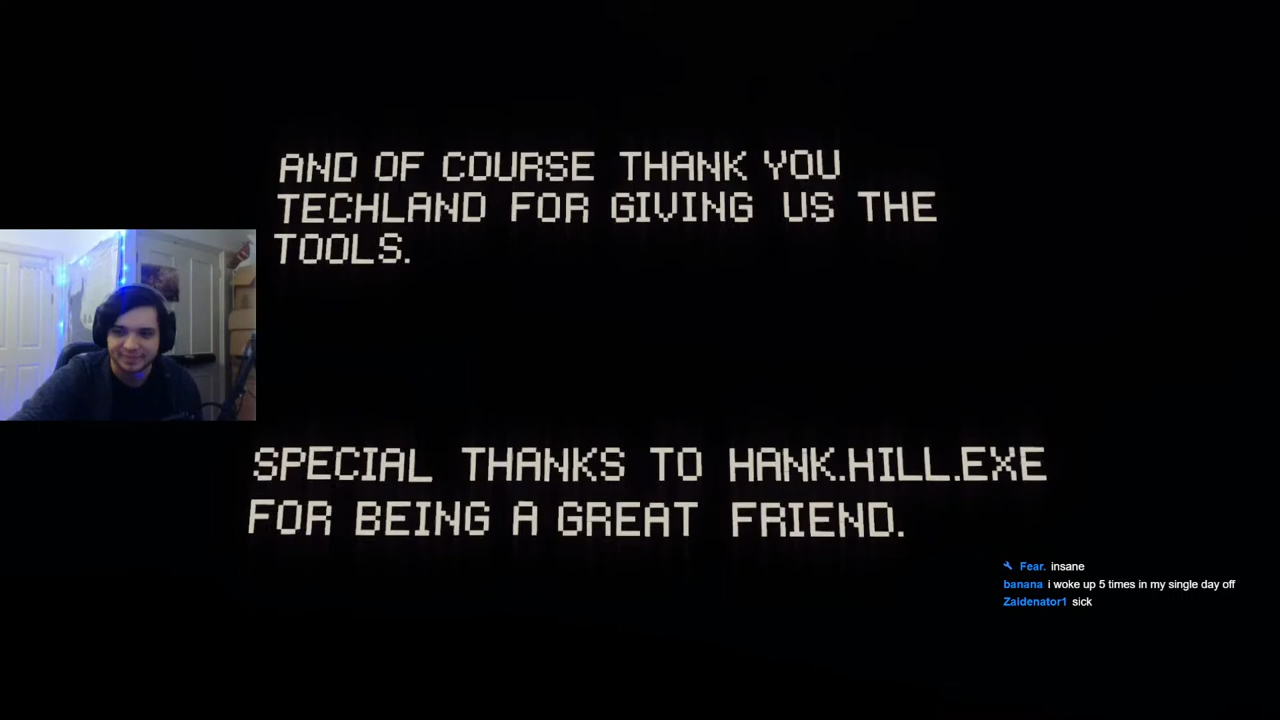 AND OF COURSE THANK YOU
TECHLAND FOR GIVING US THE
TOOLS.
SPECIAL THANKS TO HANK.HILL.EXE
FOR BEING A GREAT FRIEND.
Fear. insane
banana i woke up 5 times in my single day off
Zaidenator1 sick